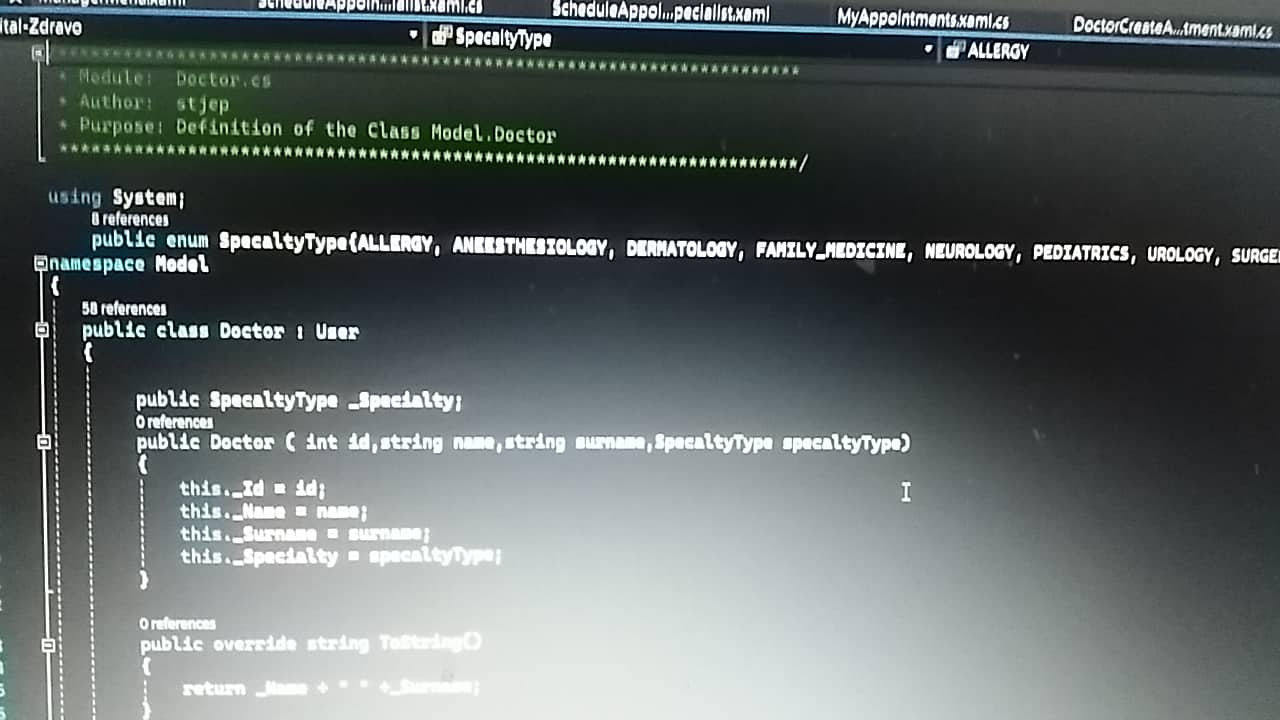 ScheduleAppoin...ialist.xaml.cs ScheduleAppoi...pecialist.xaml MyAppointments.xaml.cs DoctorCreateA...tment.xaml.cs
ital-Zdravo SpecaltyType ALLERGY
* Module: Doctor.cs
* Author: stjep
* Purpose: Definition of the Class Model.Doctor
***********************************************************************/
using System;
8 references
public enum SpecaltyType{ALLERGY, ANEESTHESIOLOGY, DERMATOLOGY, FAMILY_MEDICINE, NEUROLOGY, PEDIATRICS, UROLOGY, SURGE
namespace Model
{
58 references
public class Doctor : User
{
public SpecaltyType _Specialty;
0 references
public Doctor ( int id,string name,string surname,SpecaltyType specaltyType)
{
this._Id = id;
this._Name = name;
this._Surname = surname;
this._Specialty = specaltyType;
}
0 references
public override string ToString()
{
return _Name + " " +_Surname;
}